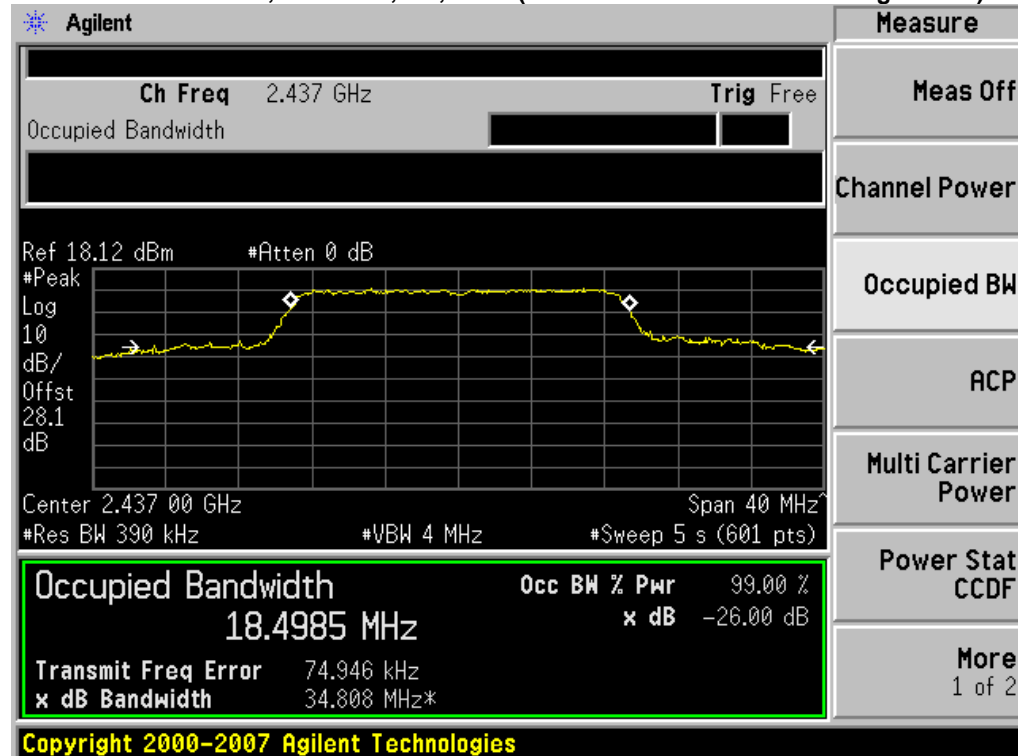 Agilent
Measure
Ch Freq 2.437 GHz
Trig Free
Occupied Bandwidth
Meas Off
Channel Power
Occupied BW
ACP
Multi Carrier
Power
Power Stat
CCDF
More
1 of 2
Ref 18.12 dBm
#Atten 0 dB
#Peak
Log
10
dB/
Offst
28.1
dB
Center 2.437 00 GHz
Span 40 MHz^
#Res BW 390 kHz
#VBW 4 MHz
#Sweep 5 s (601 pts)
Occupied Bandwidth
18.4985 MHz
Occ BW % Pwr 99.00 %
x dB -26.00 dB
Transmit Freq Error 74.946 kHz
x dB Bandwidth 34.808 MHz*
Copyright 2000-2007 Agilent Technologies